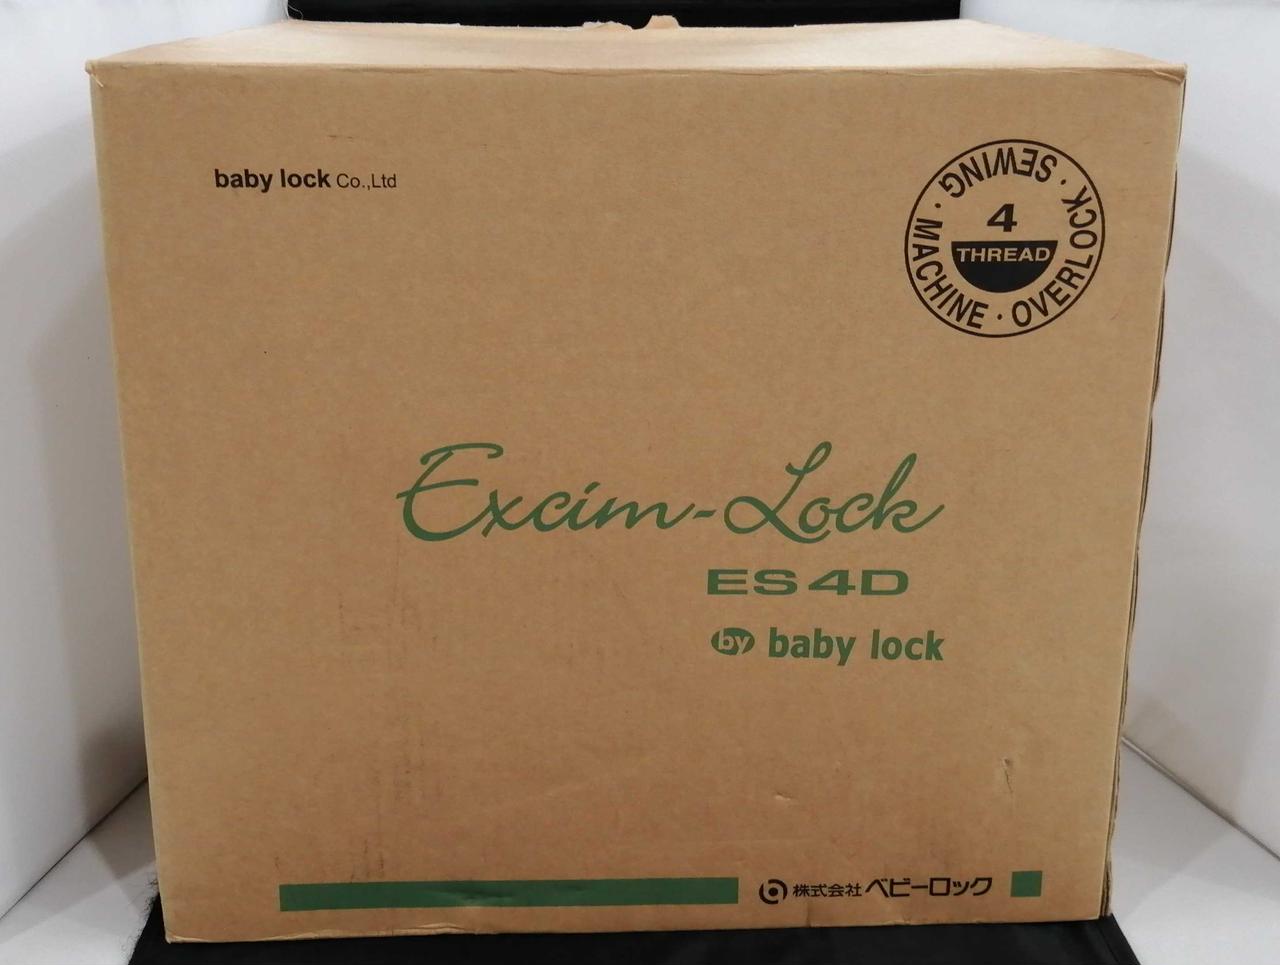 baby lock Co.,Ltd
SEWING · MACHINE · OVERLOCK ·
4
THREAD
Excim-Lock
ES4D
by baby lock
株式会社ベビーロック